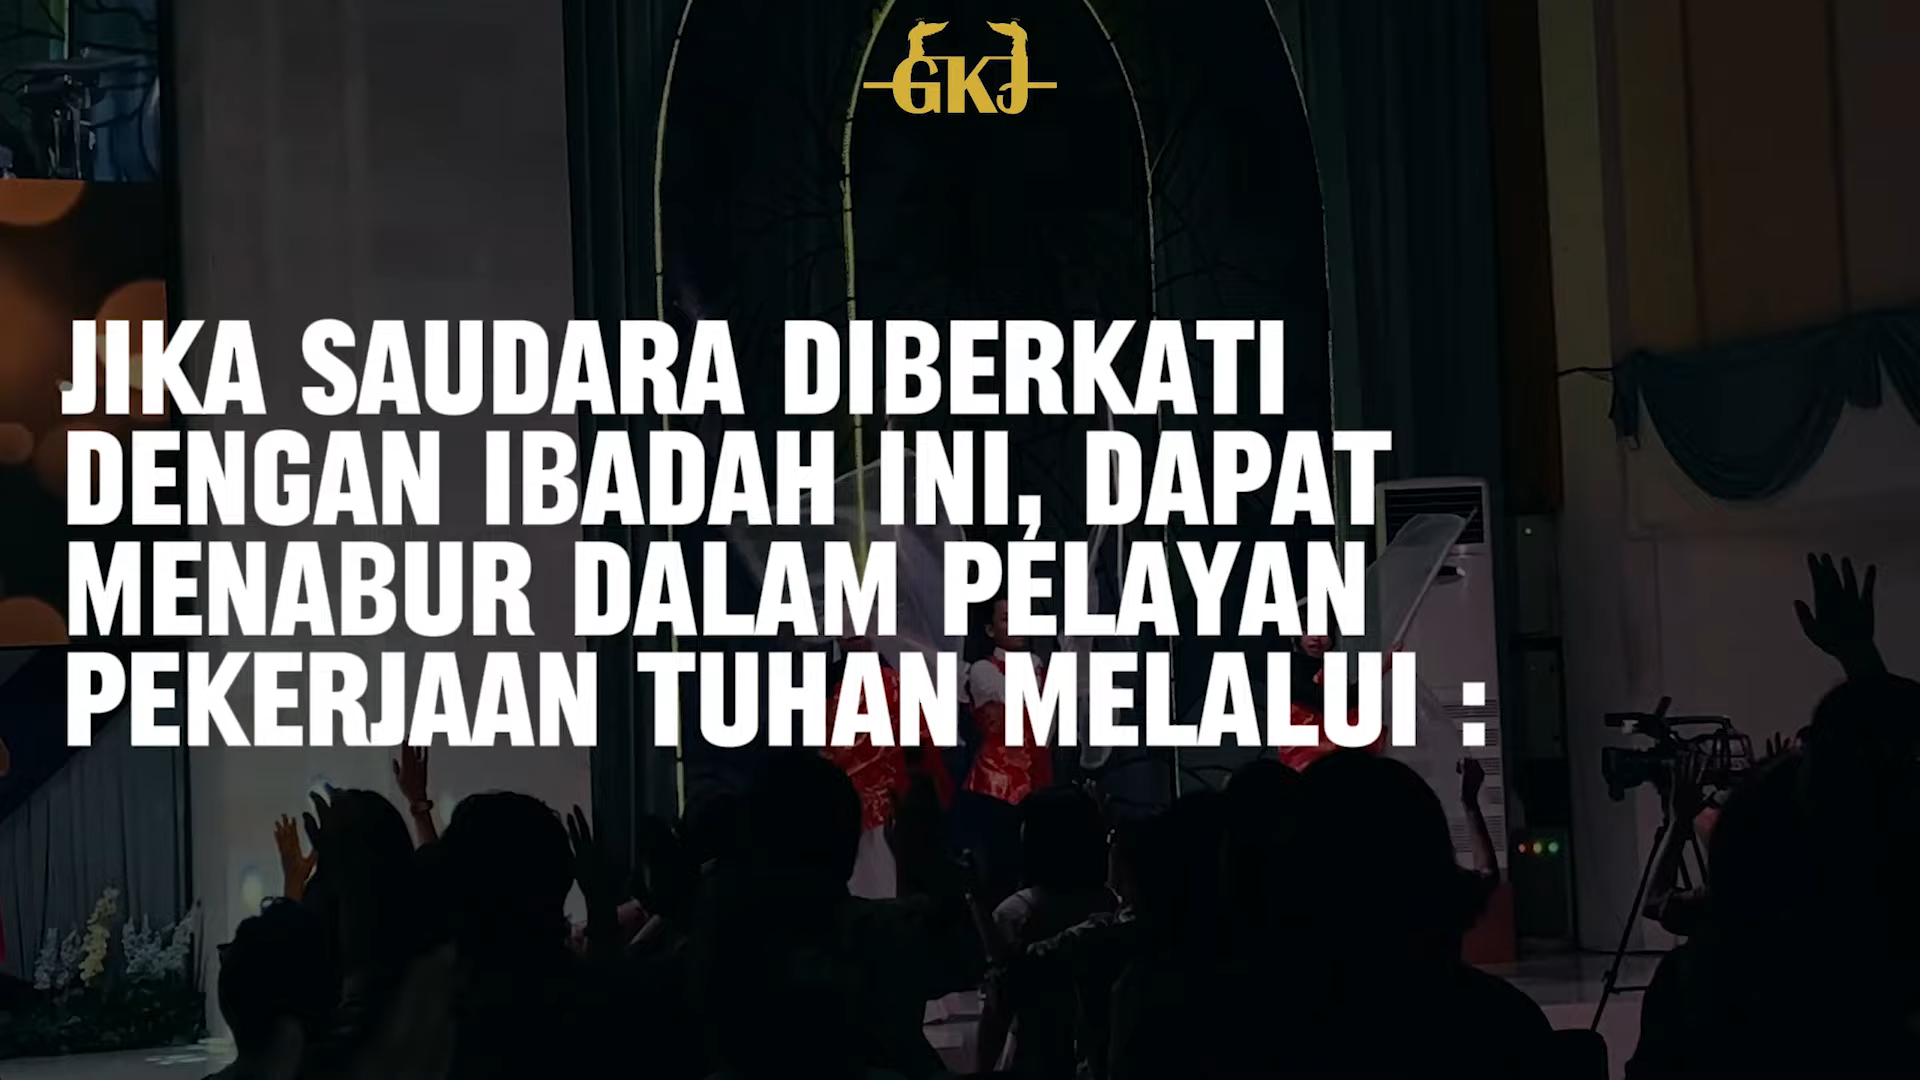 GKJ
JIKA SAUDARA DIBERKATI
DENGAN IBADAH INI, DAPAT
MENABUR DALAM PELAYAN
PEKERJAAN TUHAN MELALUI :